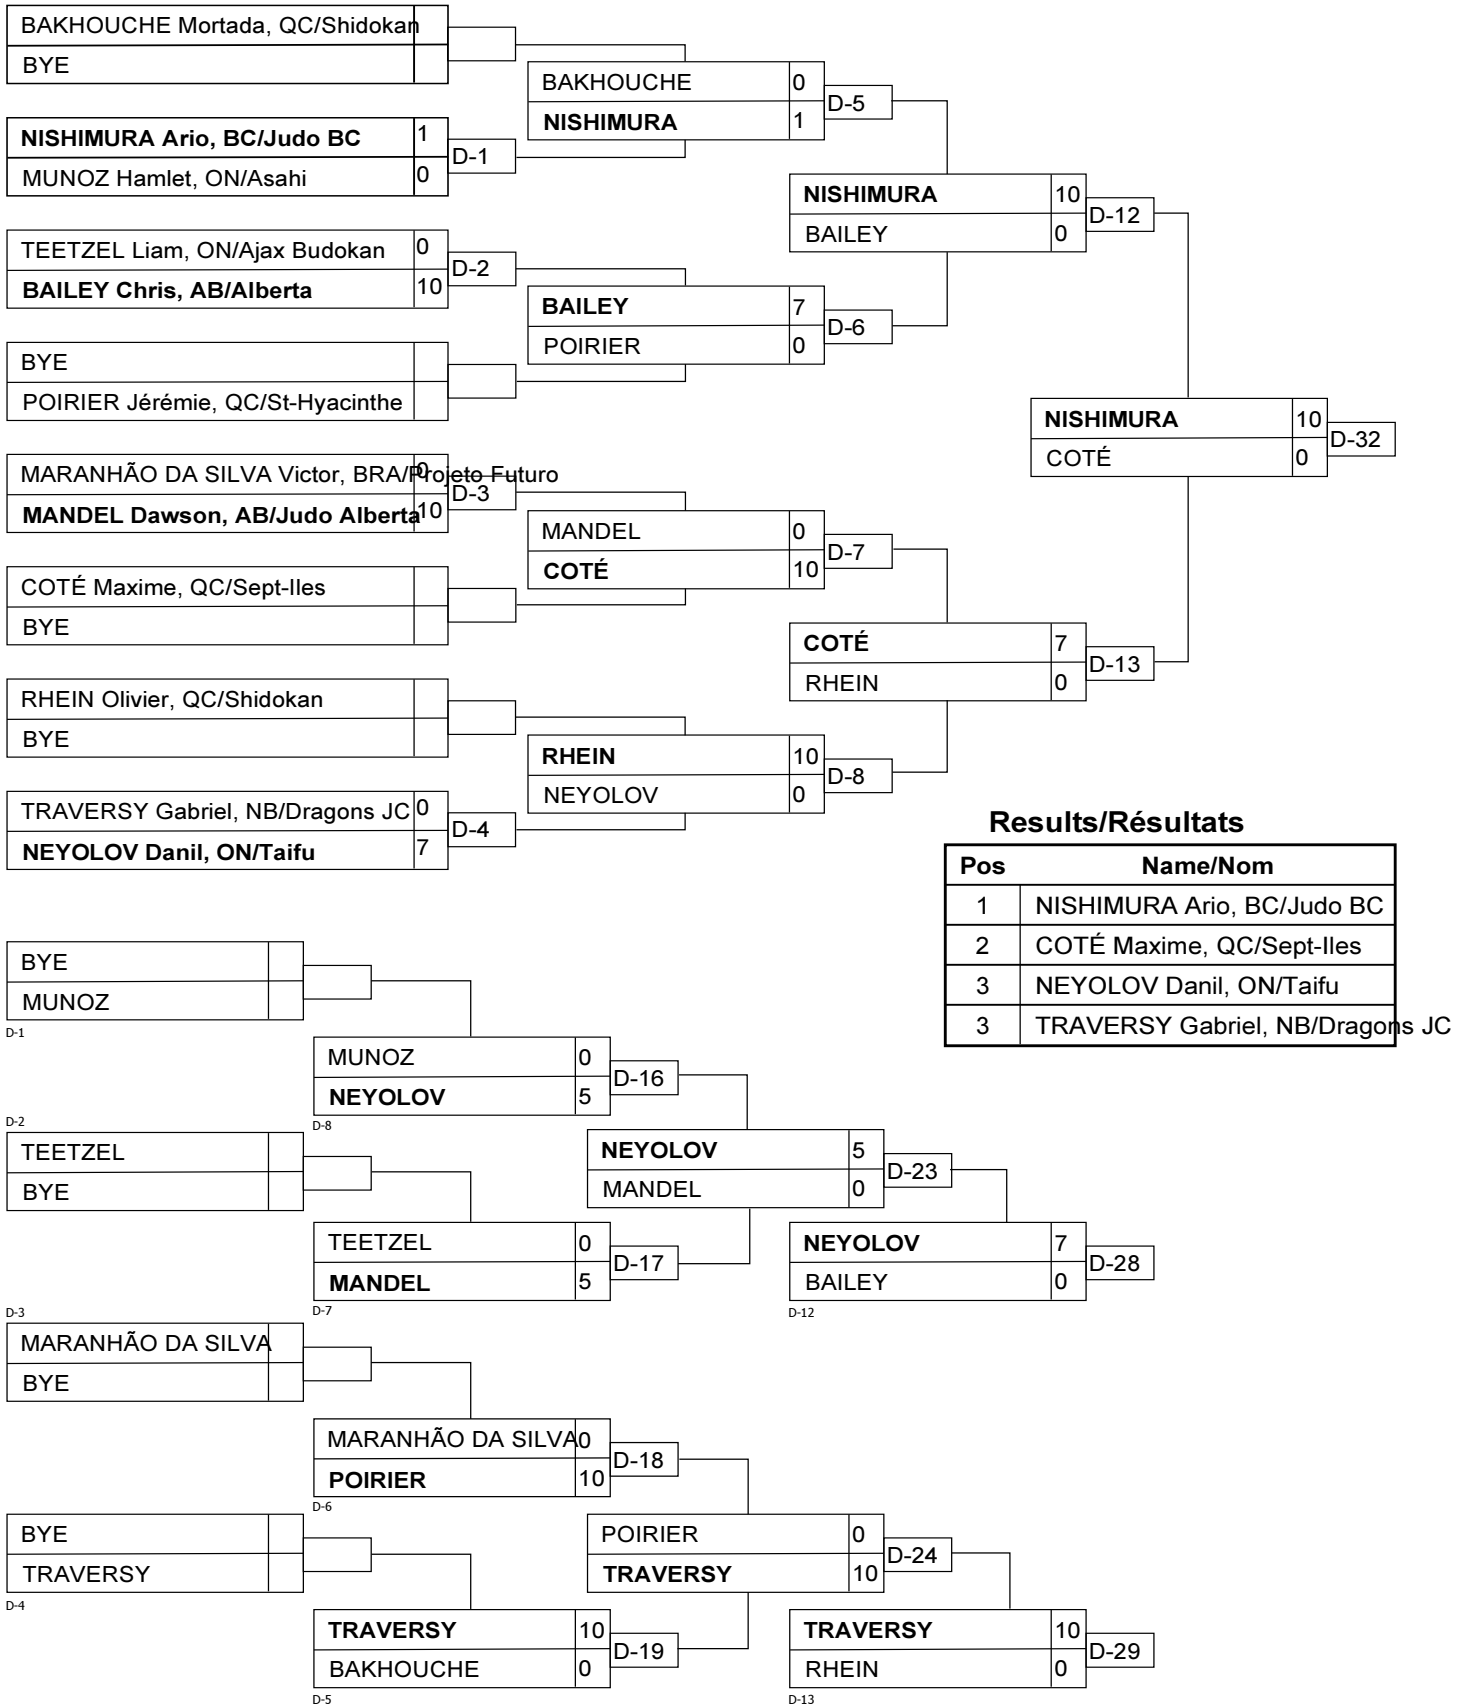 BAKHOUCHE Mortada, QC/Shidokan
BYE
NISHIMURA Ario, BC/Judo BC 1
MUNOZ Hamlet, ON/Asahi 0
D-1
TEETZEL Liam, ON/Ajax Budokan 0
BAILEY Chris, AB/Alberta 10
D-2
BYE
POIRIER Jérémie, QC/St-Hyacinthe
MARANHÃO DA SILVA Victor, BRA/Projeto Futuro 0
MANDEL Dawson, AB/Judo Alberta 10
D-3
COTÉ Maxime, QC/Sept-Iles
BYE
RHEIN Olivier, QC/Shidokan
BYE
TRAVERSY Gabriel, NB/Dragons JC 0
NEYOLOV Danil, ON/Taifu 7
D-4
BAKHOUCHE 0
NISHIMURA 1
D-5
BAILEY 7
POIRIER 0
D-6
MANDEL 0
COTÉ 10
D-7
RHEIN 10
NEYOLOV 0
D-8
NISHIMURA 10
BAILEY 0
D-12
COTÉ 7
RHEIN 0
D-13
NISHIMURA 10
COTÉ 0
D-32
Results/Résultats
Pos Name/Nom
1 NISHIMURA Ario, BC/Judo BC
2 COTÉ Maxime, QC/Sept-Iles
3 NEYOLOV Danil, ON/Taifu
3 TRAVERSY Gabriel, NB/Dragons JC
BYE
MUNOZ
D-1
D-2
TEETZEL
BYE
D-3
MARANHÃO DA SILVA
BYE
BYE
TRAVERSY
D-4
MUNOZ 0
NEYOLOV 5
D-16
D-8
TEETZEL 0
MANDEL 5
D-17
D-7
MARANHÃO DA SILVA 0
POIRIER 10
D-18
D-6
TRAVERSY 10
BAKHOUCHE 0
D-19
D-5
NEYOLOV 5
MANDEL 0
D-23
POIRIER 0
TRAVERSY 10
D-24
NEYOLOV 7
BAILEY 0
D-28
D-12
TRAVERSY 10
RHEIN 0
D-29
D-13